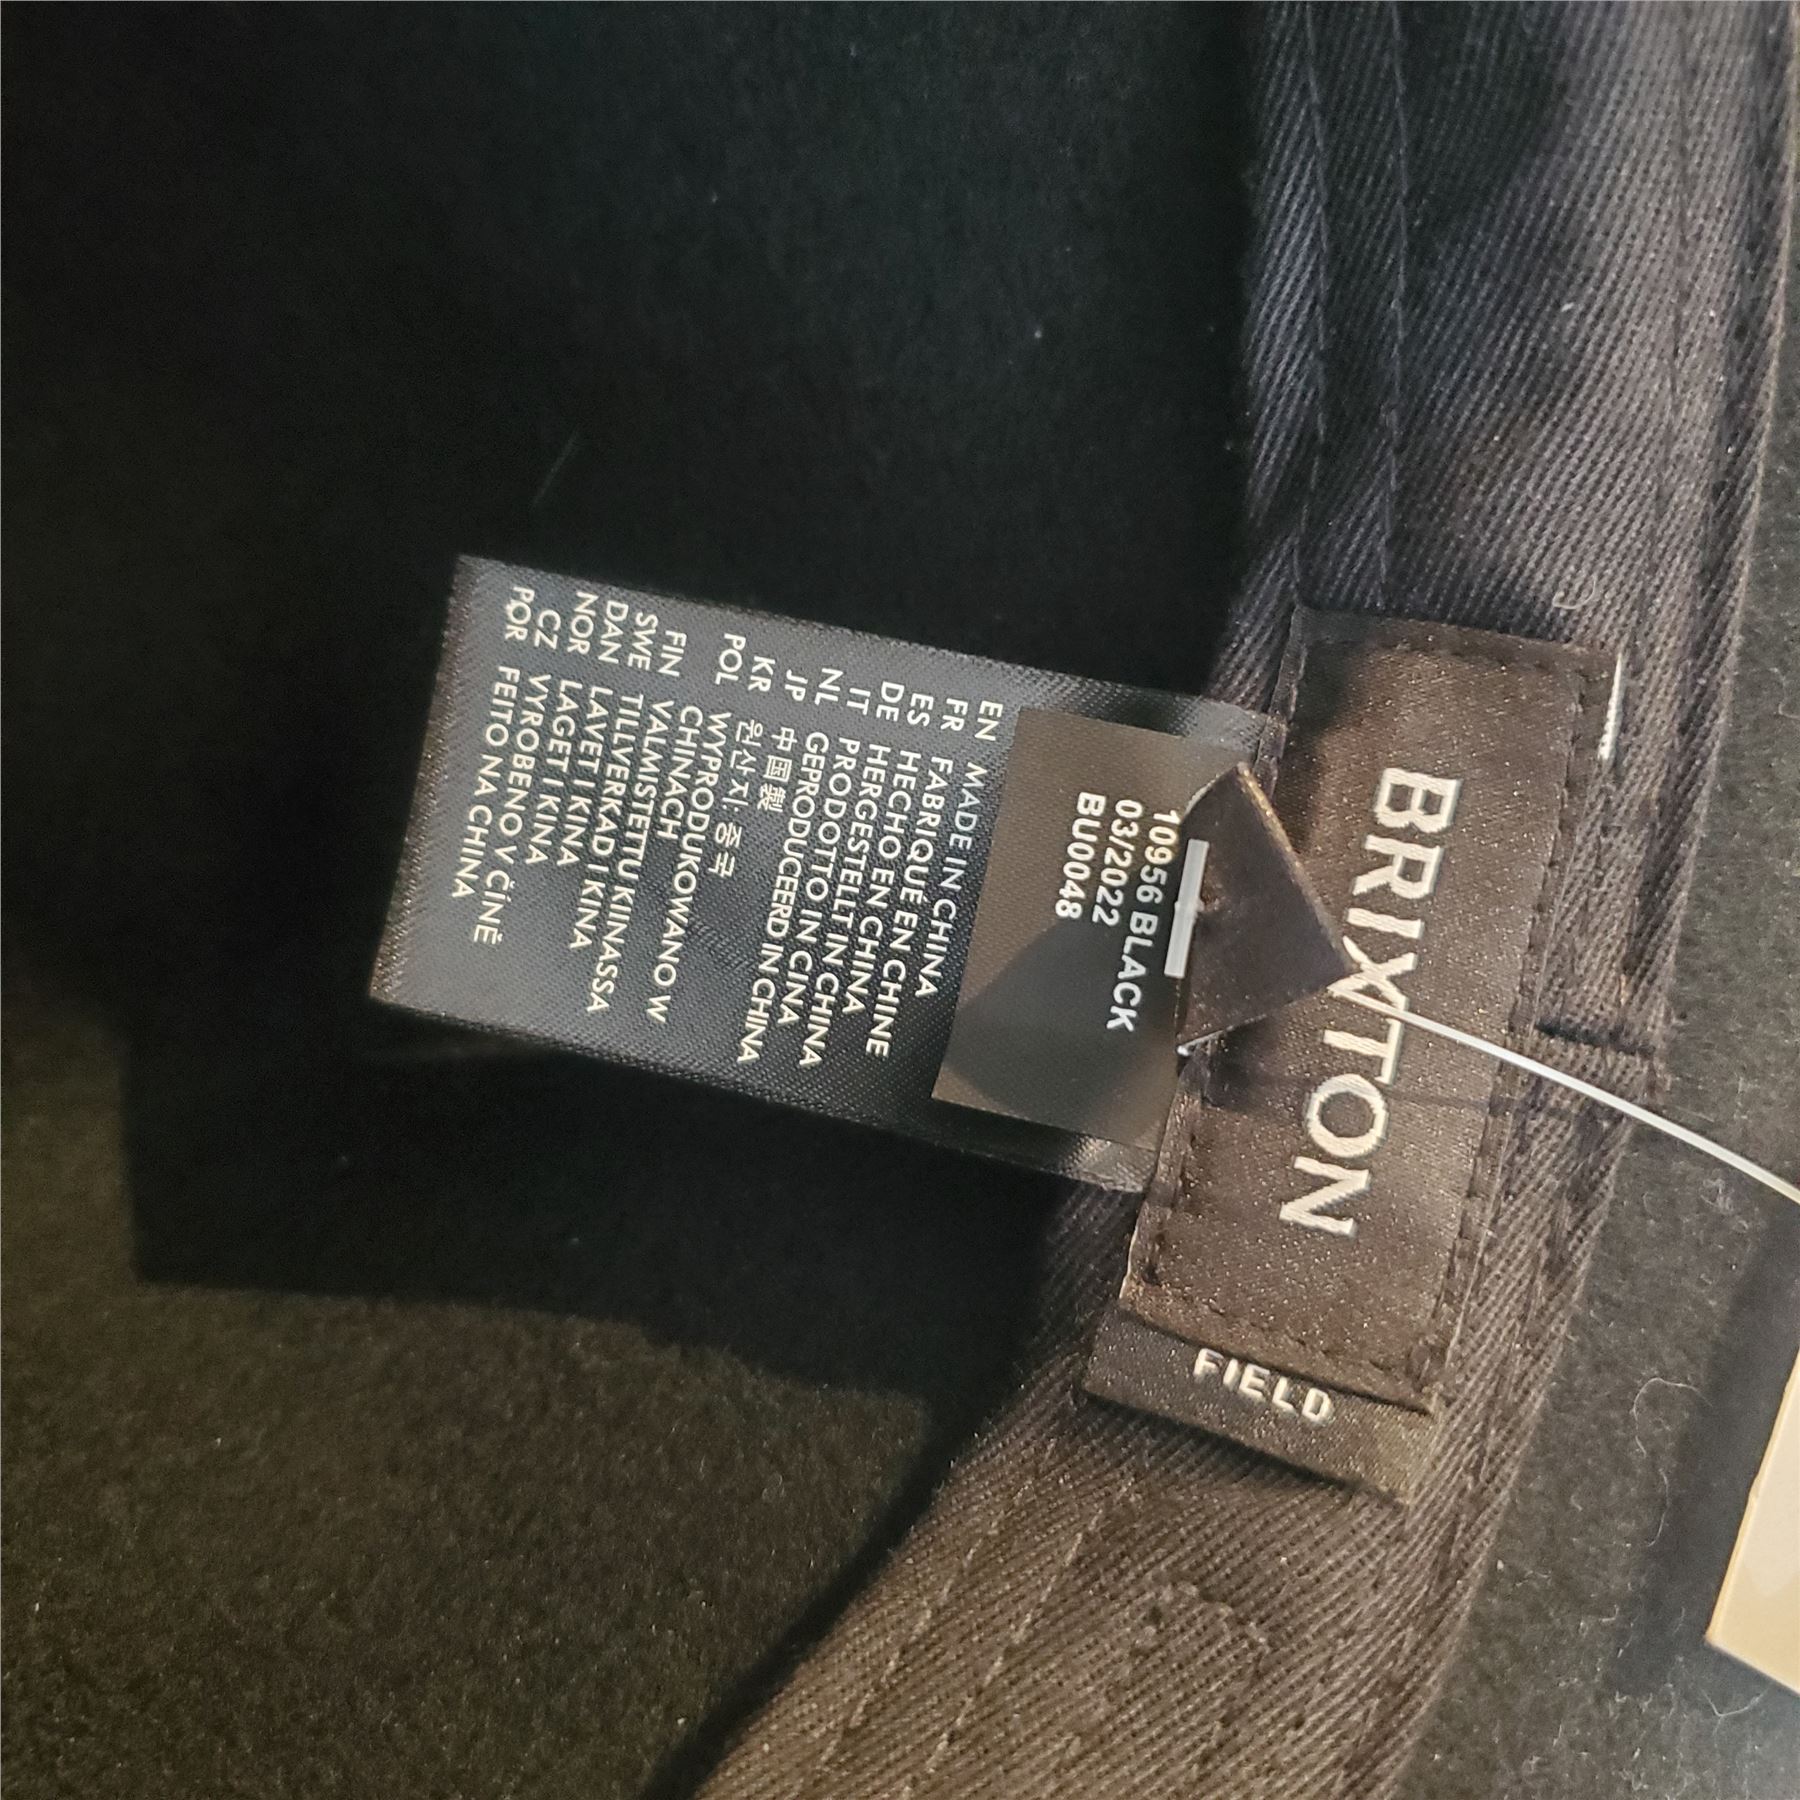 BRIXTON
FIELD
10956 BLACK
03/2022
BU0048
EN MADE IN CHINA
FR FABRIQUE EN CHINE
ES HECHO EN CHINA
DE HERGESTELLT IN CHINA
IT PRODOTTO IN CINA
NL GEPRODUCEERD IN CHINA
JP 中国製
KR 원산지: 중국
POL WYPRODUKOWANO W
CHINACH
FIN VALMISTETTU KIINASSA
SWE TILLVERKAD I KINA
DAN LAVET I KINA
NOR LAGET I KINA
CZ VYROBENO V ČÍNĚ
POR FEITO NA CHINA